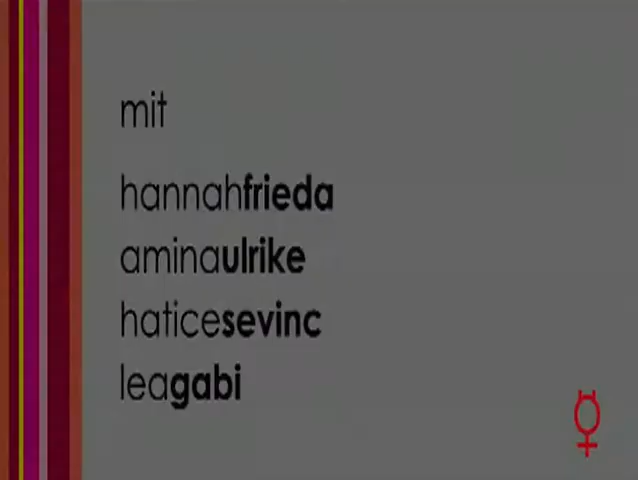 mit
hannahfrieda
aminaulrike
haticesevinc
leagabi